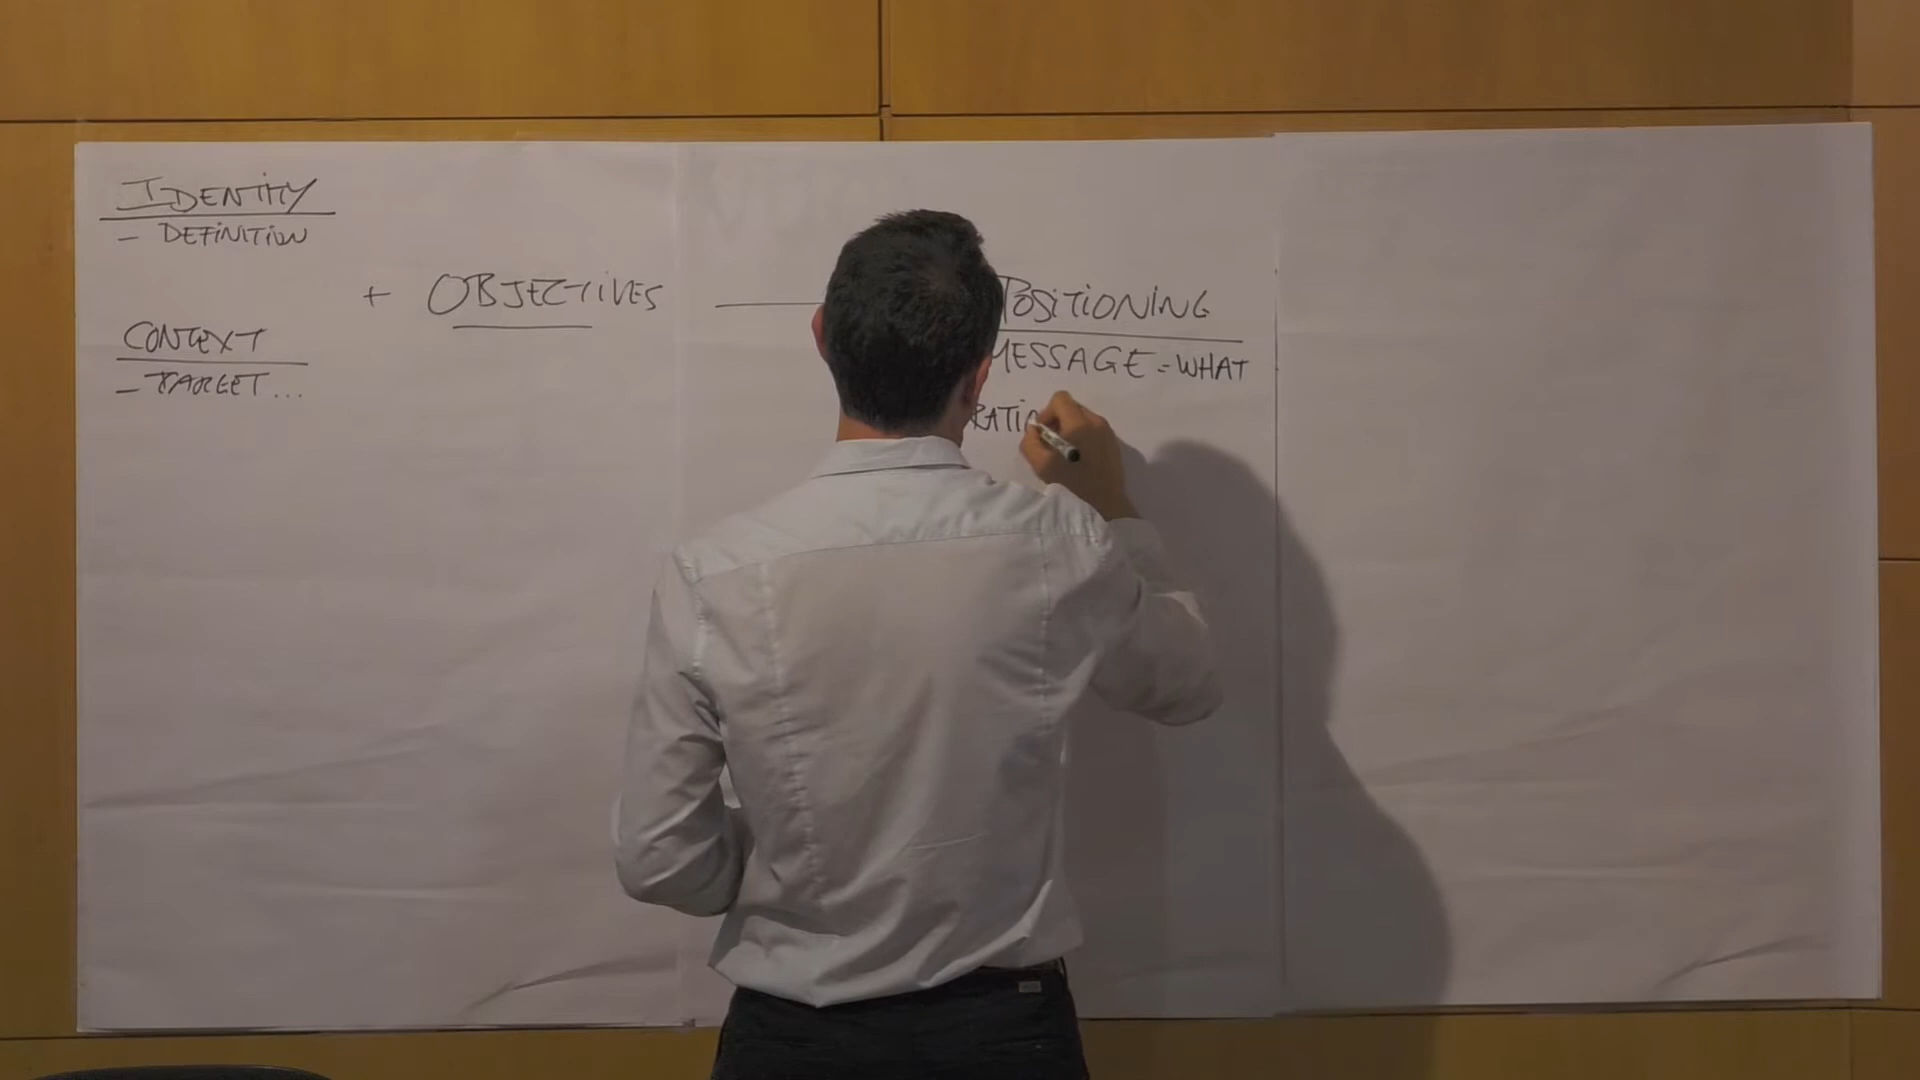 IDENTITY
- DEFINITION
+ OBJECTIVES
CONTEXT
- TARGET...
POSITIONING
MESSAGE = WHAT